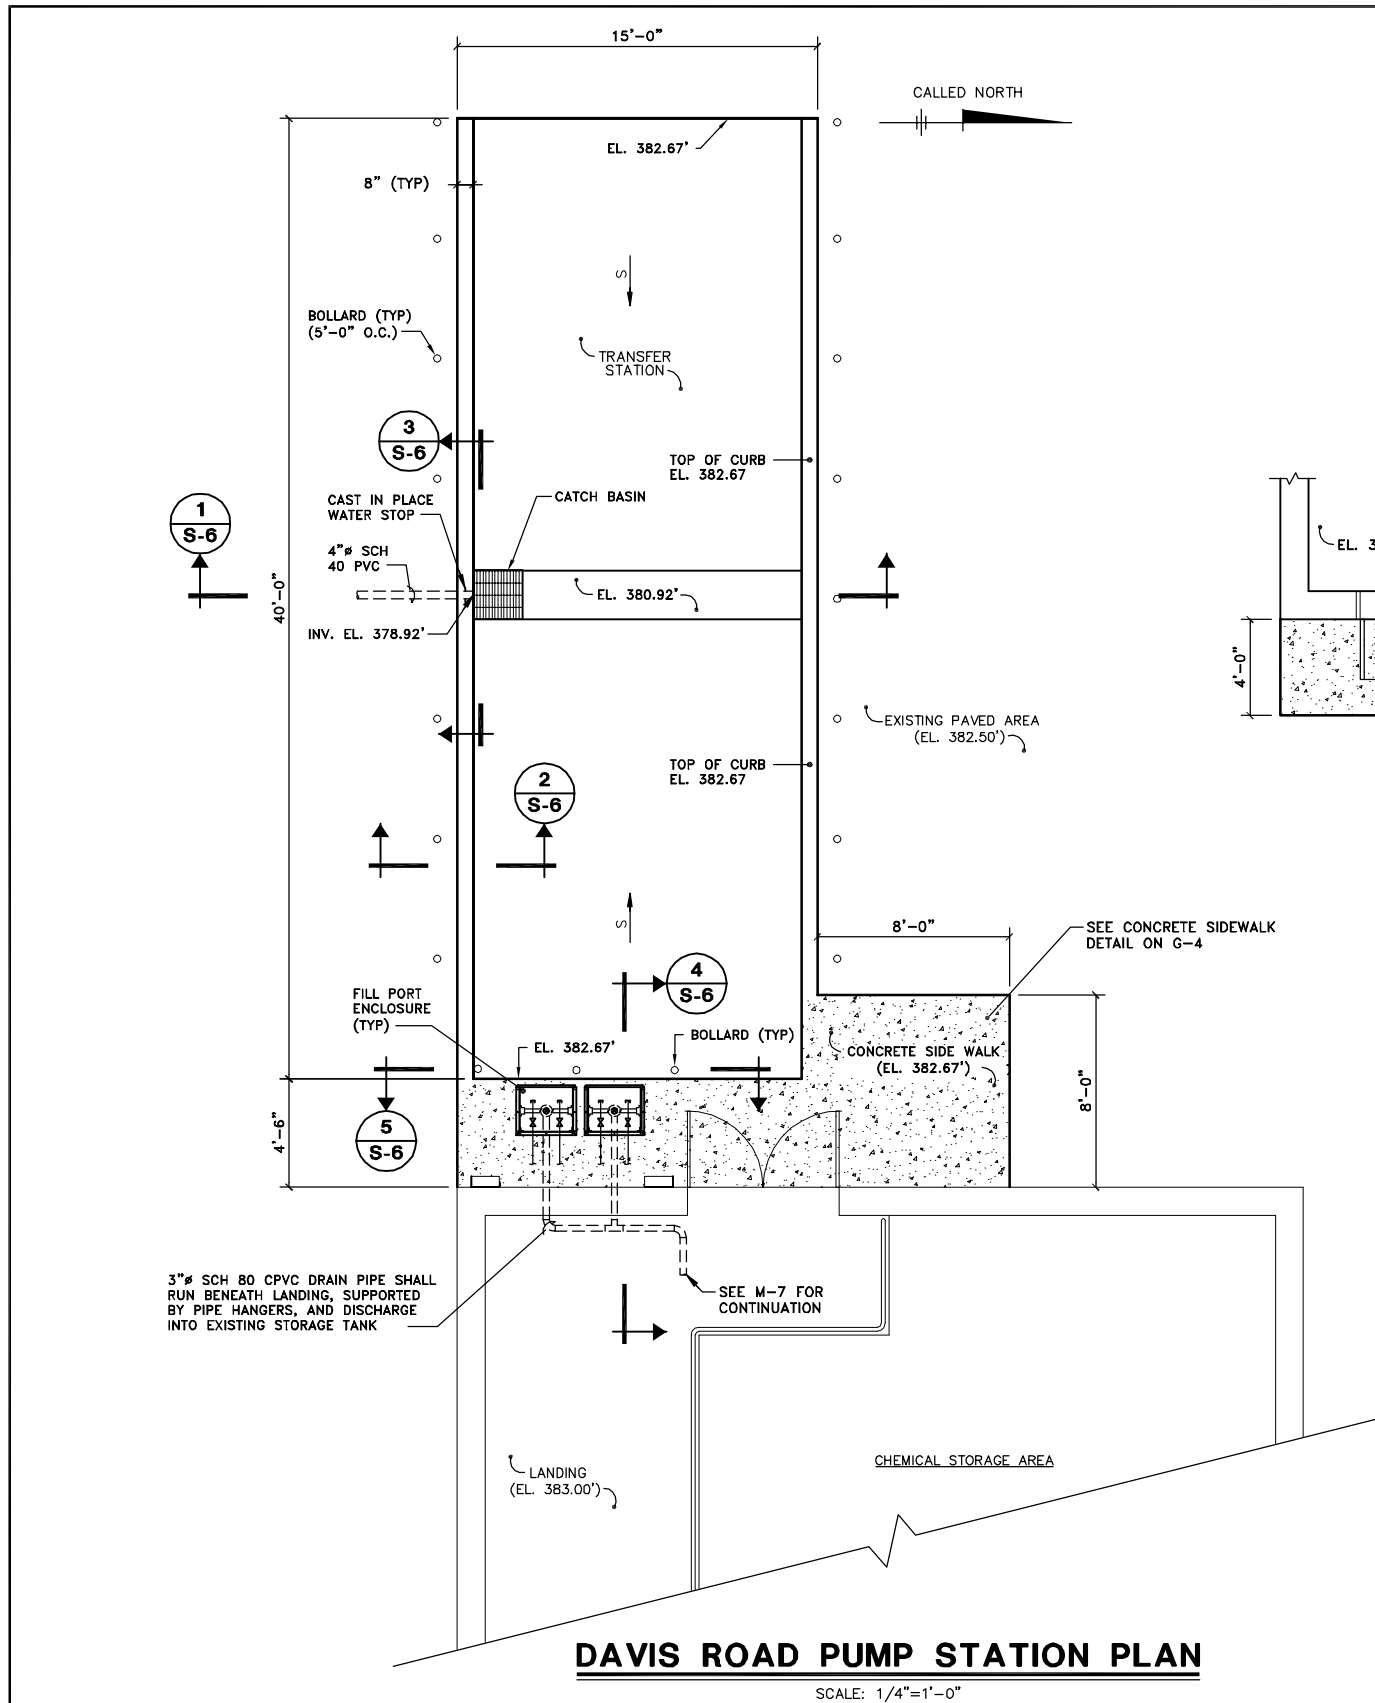 15'-0"
CALLED NORTH
EL. 382.67'
8" (TYP)
S
BOLLARD (TYP)
(5'-0" O.C.)
TRANSFER
STATION
3
S-6
TOP OF CURB
EL. 382.67
1
S-6
CAST IN PLACE
WATER STOP
CATCH BASIN
4"ø SCH
40 PVC
EL. 3
40'-0"
EL. 380.92'
INV. EL. 378.92'
4'-0"
EXISTING PAVED AREA
(EL. 382.50')
TOP OF CURB
EL. 382.67
2
S-6
S
8'-0"
SEE CONCRETE SIDEWALK
DETAIL ON G-4
4
S-6
FILL PORT
ENCLOSURE
(TYP)
BOLLARD (TYP)
EL. 382.67'
CONCRETE SIDE WALK
(EL. 382.67')
8'-0"
4'-6"
5
S-6
3"ø SCH 80 CPVC DRAIN PIPE SHALL
RUN BENEATH LANDING, SUPPORTED
BY PIPE HANGERS, AND DISCHARGE
INTO EXISTING STORAGE TANK
SEE M-7 FOR
CONTINUATION
CHEMICAL STORAGE AREA
LANDING
(EL. 383.00')
DAVIS ROAD PUMP STATION PLAN
SCALE: 1/4"=1'-0"